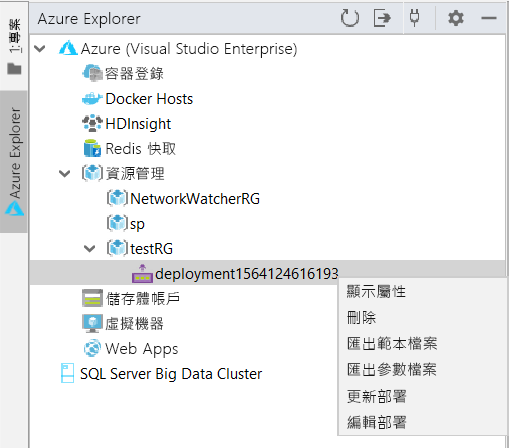 1: 專案
Azure Explorer
Azure Explorer
Azure (Visual Studio Enterprise)
容器登錄
Docker Hosts
HDInsight
Redis 快取
資源管理
NetworkWatcherRG
sp
testRG
deployment1564124616193
儲存體帳戶
虛擬機器
Web Apps
SQL Server Big Data Cluster
顯示屬性
刪除
匯出範本檔案
匯出參數檔案
更新部署
編輯部署